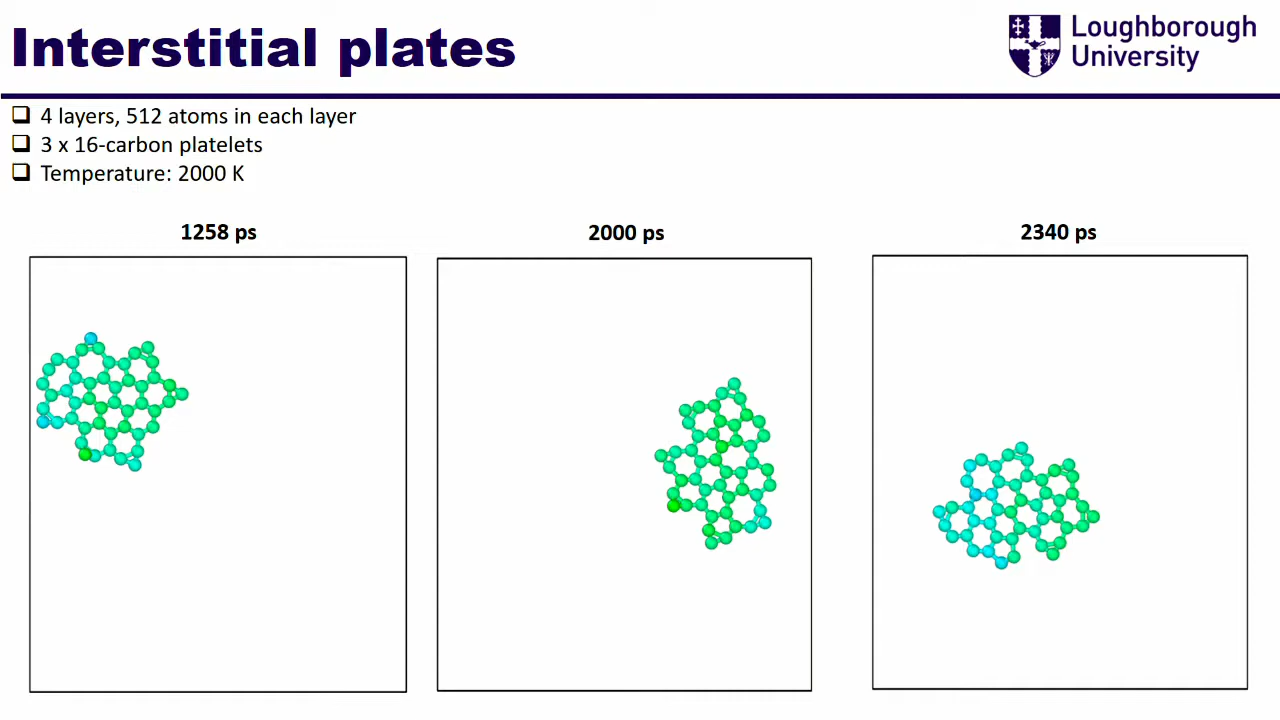 Interstitial plates
Loughborough
University
4 layers, 512 atoms in each layer
3 x 16-carbon platelets
Temperature: 2000 K
1258 ps
2000 ps
2340 ps